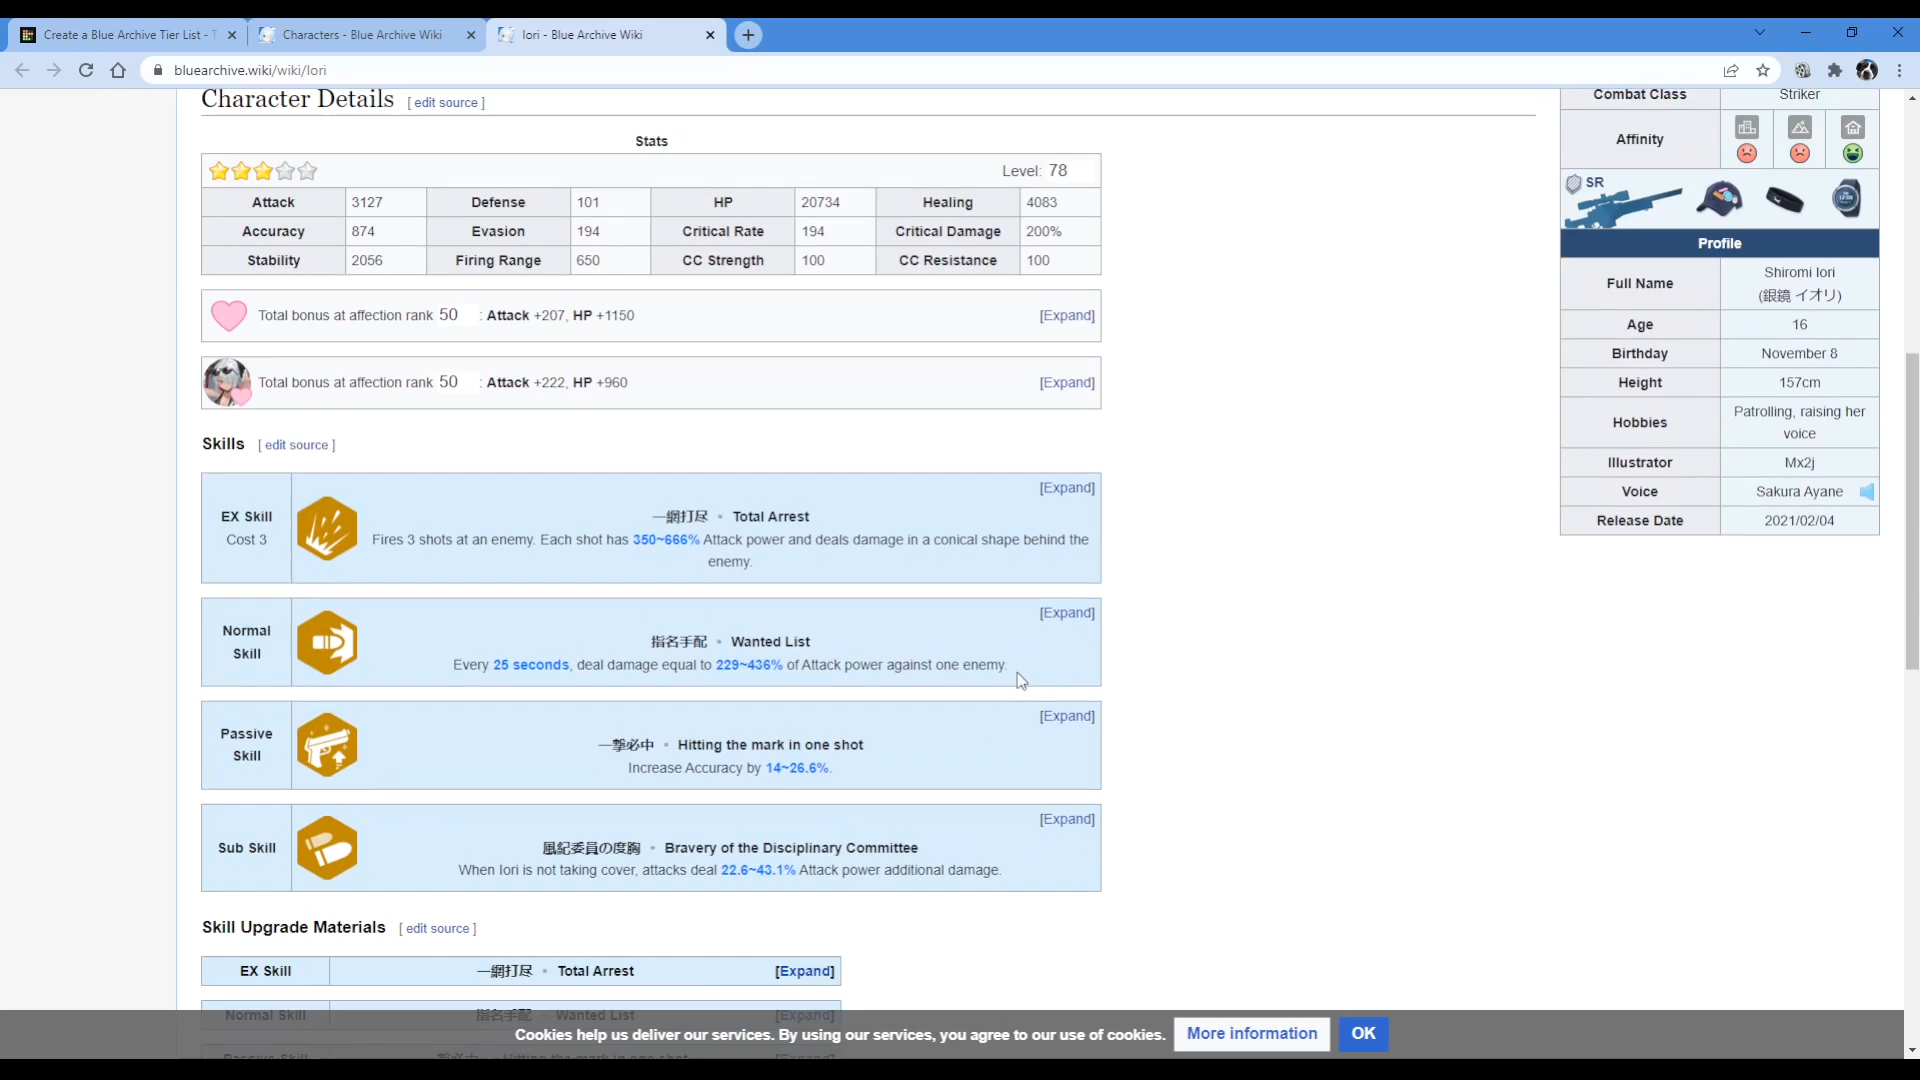 Create a Blue Archive Tier List - T
Characters - Blue Archive Wiki
Iori - Blue Archive Wiki
bluearchive.wiki/wiki/Iori
Character Details [ edit source ]
Stats
Level: 78
Attack 3127 Defense 101 HP 20734 Healing 4083
Accuracy 874 Evasion 194 Critical Rate 194 Critical Damage 200%
Stability 2056 Firing Range 650 CC Strength 100 CC Resistance 100
Total bonus at affection rank 50 : Attack +207, HP +1150 [Expand]
Total bonus at affection rank 50 : Attack +222, HP +960 [Expand]
Skills [ edit source ]
[Expand]
EX Skill
Cost 3
一網打尽 • Total Arrest
Fires 3 shots at an enemy. Each shot has 350~666% Attack power and deals damage in a conical shape behind the
enemy.
[Expand]
Normal
Skill
指名手配 • Wanted List
Every 25 seconds, deal damage equal to 229~436% of Attack power against one enemy.
[Expand]
Passive
Skill
一撃必中 • Hitting the mark in one shot
Increase Accuracy by 14~26.6%.
[Expand]
Sub Skill
風紀委員の度胸 • Bravery of the Disciplinary Committee
When Iori is not taking cover, attacks deal 22.6~43.1% Attack power additional damage.
Skill Upgrade Materials [ edit source ]
EX Skill 一網打尽 • Total Arrest [Expand]
Normal Skill 指名手配 • Wanted List [Expand]
Passive Skill 一撃必中 • Hitting the mark in one shot [Expand]
Combat Class Striker
Affinity
SR
Profile
Full Name Shiromi Iori
(銀鏡 イオリ)
Age 16
Birthday November 8
Height 157cm
Hobbies Patrolling, raising her
voice
Illustrator Mx2j
Voice Sakura Ayane
Release Date 2021/02/04
Cookies help us deliver our services. By using our services, you agree to our use of cookies. More information OK